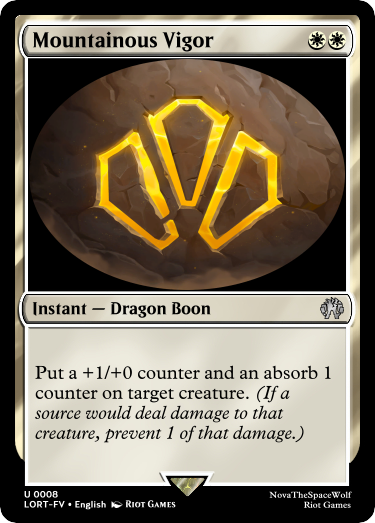 Mountainous Vigor
Instant — Dragon Boon
Put a +1/+0 counter and an absorb 1
counter on target creature. (If a
source would deal damage to that
creature, prevent 1 of that damage.)
U 0008
LORT-FV • English Riot Games
NovaTheSpaceWolf
Riot Games